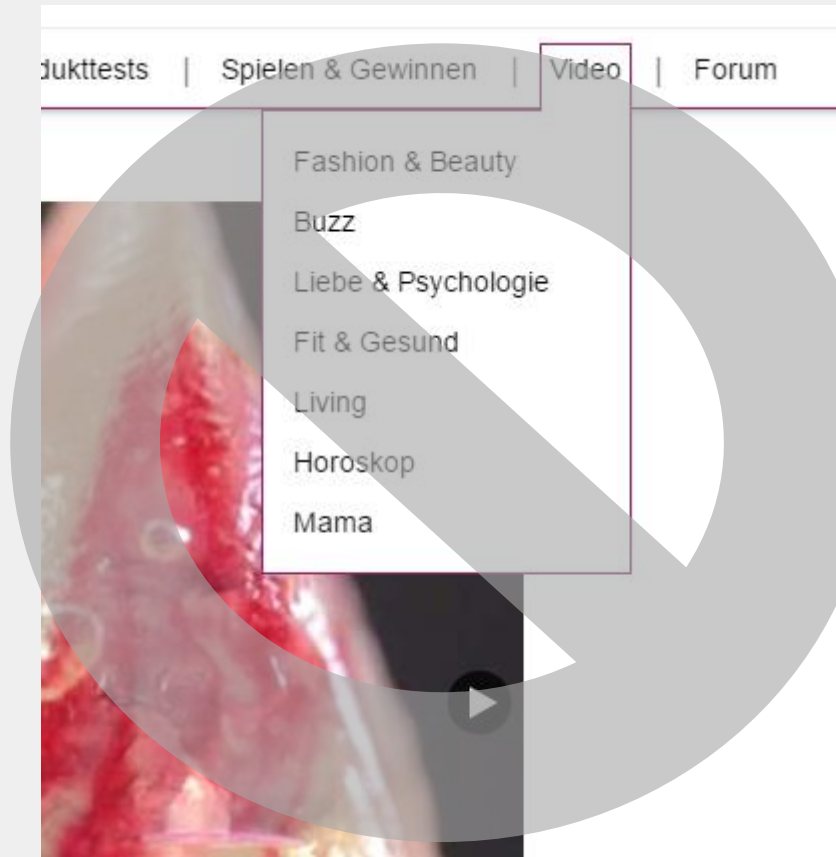 dukttests | Spielen & Gewinnen | Video | Forum
Fashion & Beauty
Buzz
Liebe & Psychologie
Fit & Gesund
Living
Horoskop
Mama